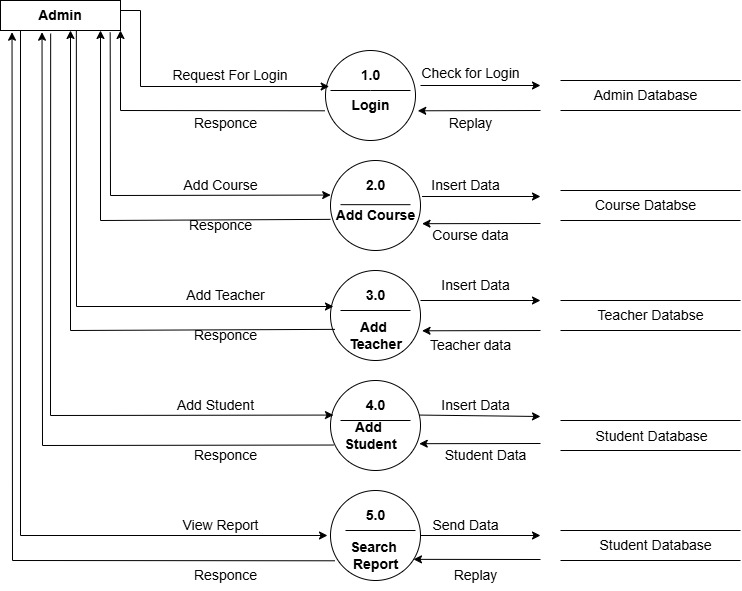 Admin
Request For Login
1.0
Login
Check for Login
Admin Database
Responce
Replay
Add Course
2.0
Add Course
Insert Data
Course Databse
Responce
Course data
Add Teacher
3.0
Add
Teacher
Insert Data
Teacher Databse
Responce
Teacher data
Add Student
4.0
Add
Student
Insert Data
Student Database
Responce
Student Data
View Report
5.0
Search
Report
Send Data
Student Database
Responce
Replay